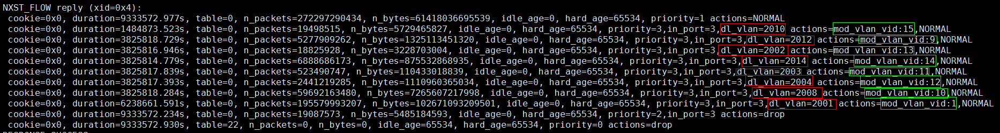 NXST_FLOW reply (xid=0x4):
cookie=0x0, duration=9333572.977s, table=0, n_packets=272297290434, n_bytes=61418036695539, idle_age=0, hard_age=65534, priority=1 actions=NORMAL
cookie=0x0, duration=1484873.523s, table=0, n_packets=19498515, n_bytes=5729465827, idle_age=0, hard_age=65534, priority=3,in_port=3,dl_vlan=2010 actions=mod_vlan_vid:15,NORMAL
cookie=0x0, duration=3825818.729s, table=0, n_packets=5277909262, n_bytes=1325113451320, idle_age=0, hard_age=65534, priority=3,in_port=3,dl_vlan=2012 actions=mod_vlan_vid:9,NORMAL
cookie=0x0, duration=3825816.946s, table=0, n_packets=18825928, n_bytes=3228703004, idle_age=0, hard_age=65534, priority=3,in_port=3,dl_vlan=2002 actions=mod_vlan_vid:13,NORMAL
cookie=0x0, duration=3825814.779s, table=0, n_packets=6888686173, n_bytes=875532868935, idle_age=0, hard_age=65534, priority=3,in_port=3,dl_vlan=2014 actions=mod_vlan_vid:14,NORMAL
cookie=0x0, duration=3825817.839s, table=0, n_packets=523490747, n_bytes=110433018839, idle_age=0, hard_age=65534, priority=3,in_port=3,dl_vlan=2003 actions=mod_vlan_vid:11,NORMAL
cookie=0x0, duration=3825817.393s, table=0, n_packets=2441219285, n_bytes=1110960365034, idle_age=0, hard_age=65534, priority=3,in_port=3,dl_vlan=2004 actions=mod_vlan_vid:12,NORMAL
cookie=0x0, duration=3825818.284s, table=0, n_packets=59692163480, n_bytes=7265607217998, idle_age=0, hard_age=65534, priority=3,in_port=3,dl_vlan=2008 actions=mod_vlan_vid:10,NORMAL
cookie=0x0, duration=6238661.591s, table=0, n_packets=195579993207, n_bytes=102671093209501, idle_age=0, hard_age=65534, priority=3,in_port=3,dl_vlan=2001 actions=mod_vlan_vid:1,NORMAL
cookie=0x0, duration=9333572.234s, table=0, n_packets=19087573, n_bytes=5485184593, idle_age=0, hard_age=65534, priority=2,in_port=3 actions=drop
cookie=0x0, duration=9333572.930s, table=22, n_packets=0, n_bytes=0, idle_age=65534, hard_age=65534, priority=0 actions=drop